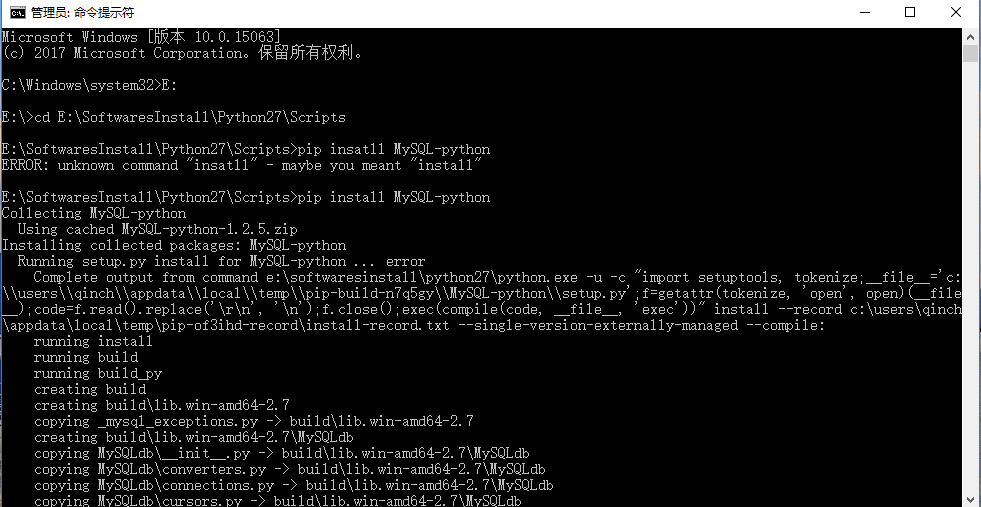 管理员: 命令提示符
Microsoft Windows [版本 10.0.15063]
(c) 2017 Microsoft Corporation。保留所有权利。
C:\Windows\system32>E:
E:\>cd E:\SoftwaresInstall\Python27\Scripts
E:\SoftwaresInstall\Python27\Scripts>pip insatll MySQL-python
ERROR: unknown command "insatll" - maybe you meant "install"
E:\SoftwaresInstall\Python27\Scripts>pip install MySQL-python
Collecting MySQL-python
Using cached MySQL-python-1.2.5.zip
Installing collected packages: MySQL-python
Running setup.py install for MySQL-python ... error
Complete output from command e:\softwaresinstall\python27\python.exe -u -c "import setuptools, tokenize;__file__='c:
\\users\\qinch\\appdata\\local\\temp\\pip-build-n7q5gy\\MySQL-python\\setup.py';f=getattr(tokenize, 'open', open)(__file
__);code=f.read().replace('\r\n', '\n');f.close();exec(compile(code, __file__, 'exec'))" install --record c:\users\qinch
\appdata\local\temp\pip-of3ihd-record\install-record.txt --single-version-externally-managed --compile:
running install
running build
running build_py
creating build
creating build\lib.win-amd64-2.7
copying _mysql_exceptions.py -> build\lib.win-amd64-2.7
creating build\lib.win-amd64-2.7\MySQLdb
copying MySQLdb\__init__.py -> build\lib.win-amd64-2.7\MySQLdb
copying MySQLdb\converters.py -> build\lib.win-amd64-2.7\MySQLdb
copying MySQLdb\connections.py -> build\lib.win-amd64-2.7\MySQLdb
copying MySQLdb\cursors.py -> build\lib.win-amd64-2.7\MySQLdb